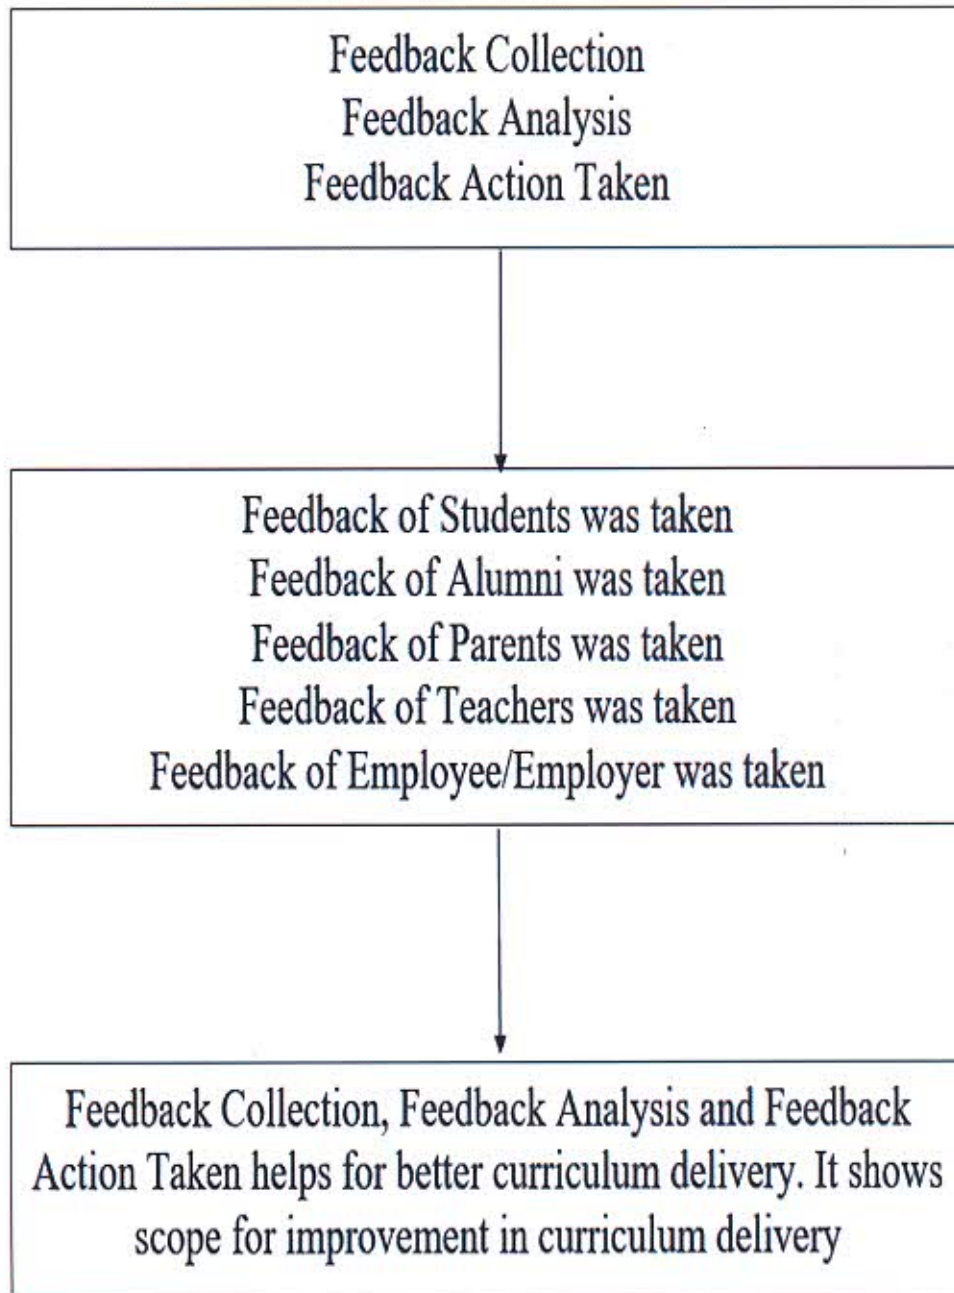 Feedback Collection
Feedback Analysis
Feedback Action Taken
Feedback of Students was taken
Feedback of Alumni was taken
Feedback of Parents was taken
Feedback of Teachers was taken
Feedback of Employee/Employer was taken
Feedback Collection, Feedback Analysis and Feedback
Action Taken helps for better curriculum delivery. It shows
scope for improvement in curriculum delivery